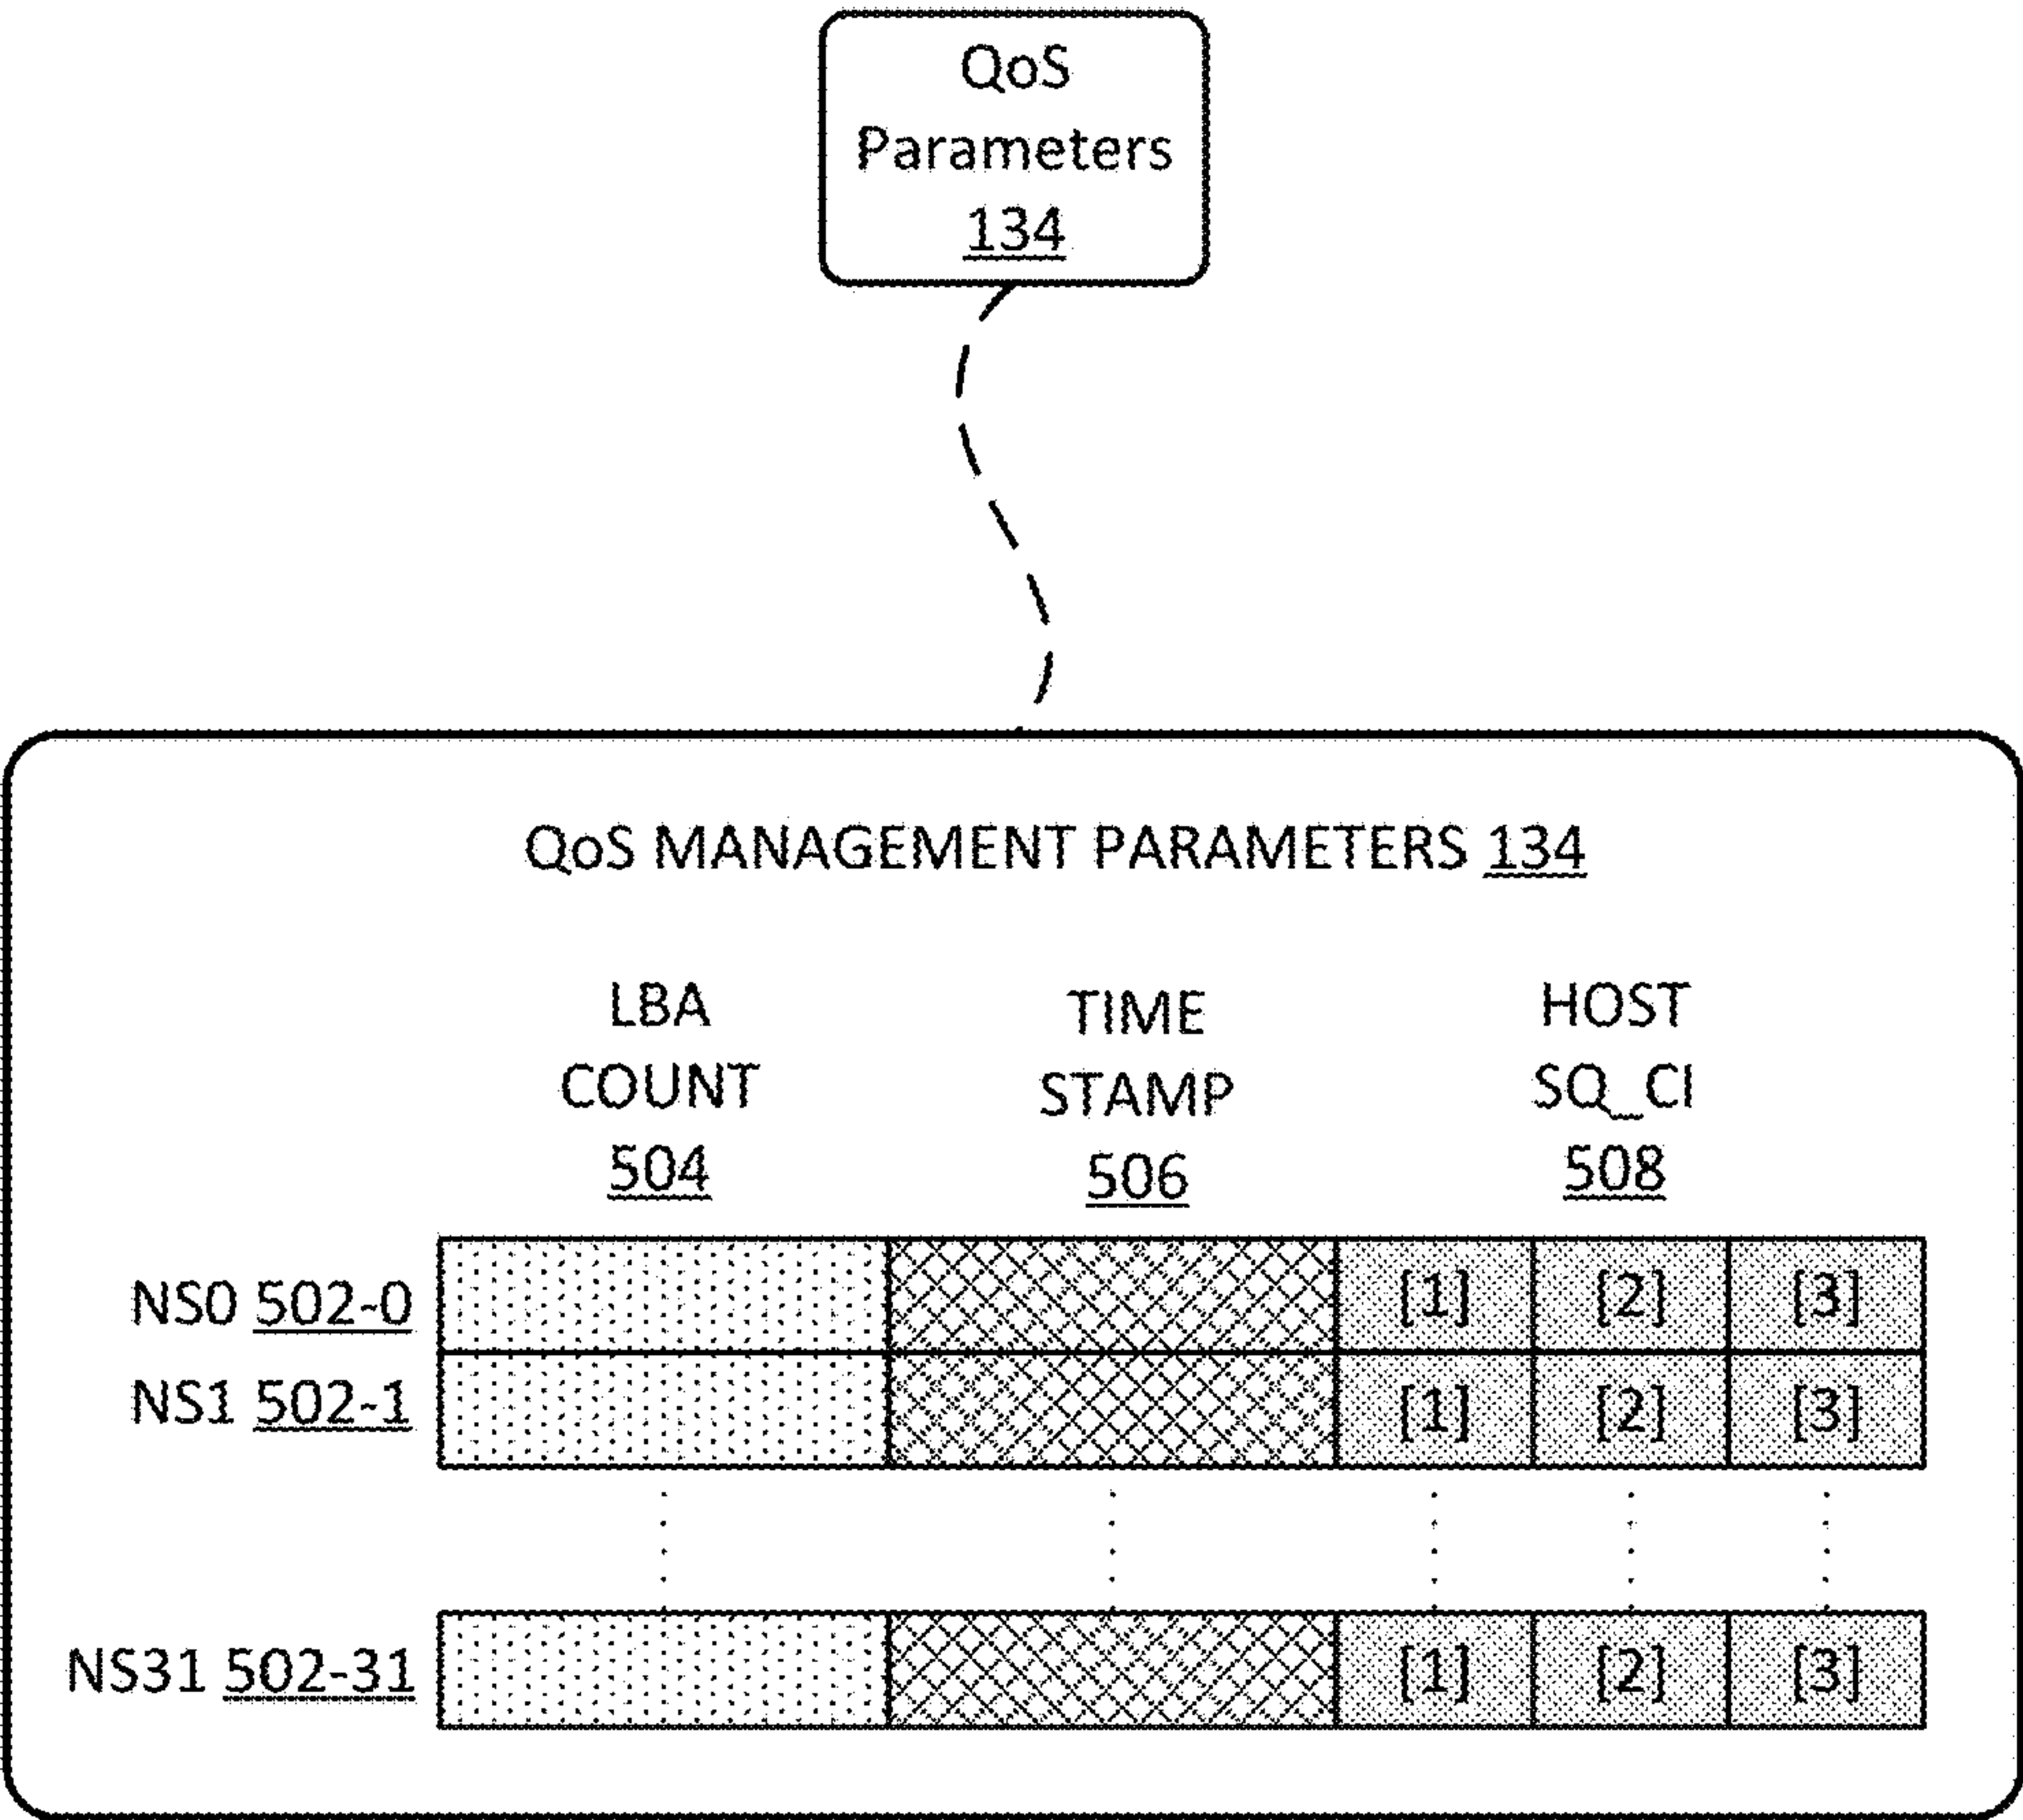 QoS
Parameters
134
QoS MANAGEMENT PARAMETERS 134
LBA
COUNT
504
TIME
STAMP
506
HOST
SQ_CI
508
NS0 502-0 [1] [2] [3]
NS1 502-1 [1] [2] [3]
NS31 502-31 [1] [2] [3]